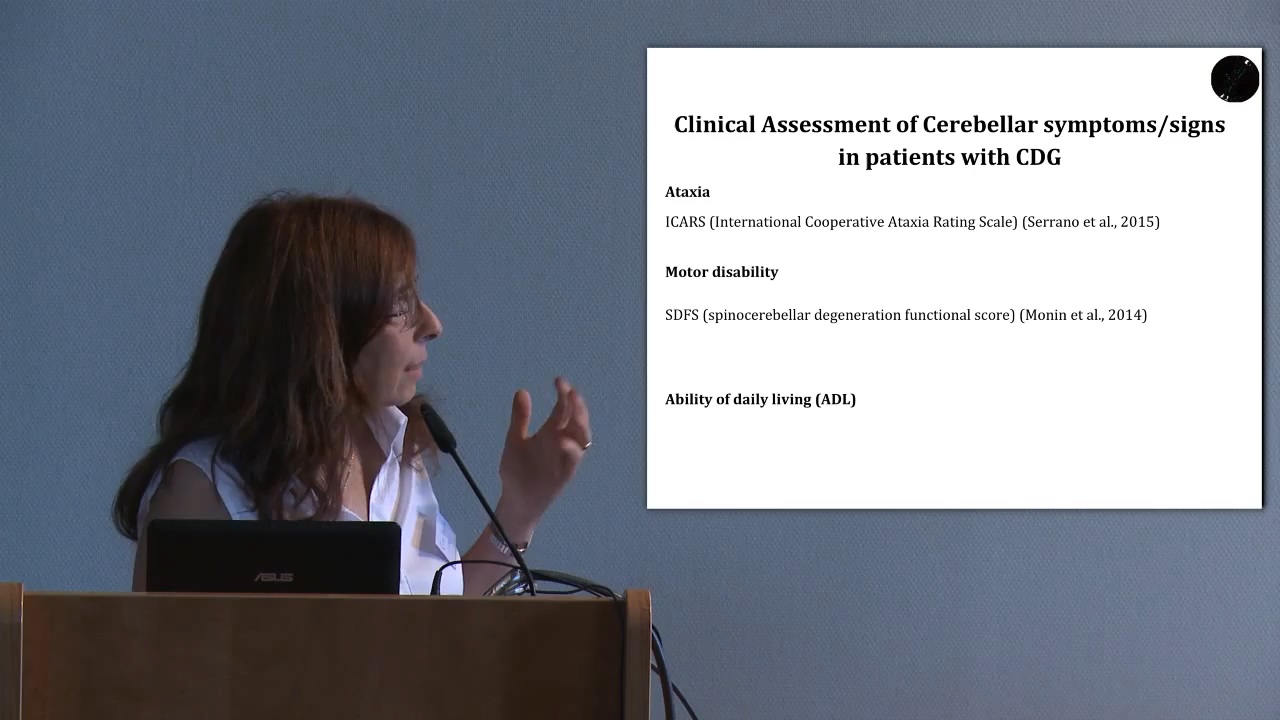 Clinical Assessment of Cerebellar symptoms/signs
in patients with CDG
Ataxia
ICARS (International Cooperative Ataxia Rating Scale) (Serrano et al., 2015)
Motor disability
SDFS (spinocerebellar degeneration functional score) (Monin et al., 2014)
Ability of daily living (ADL)
ASUS